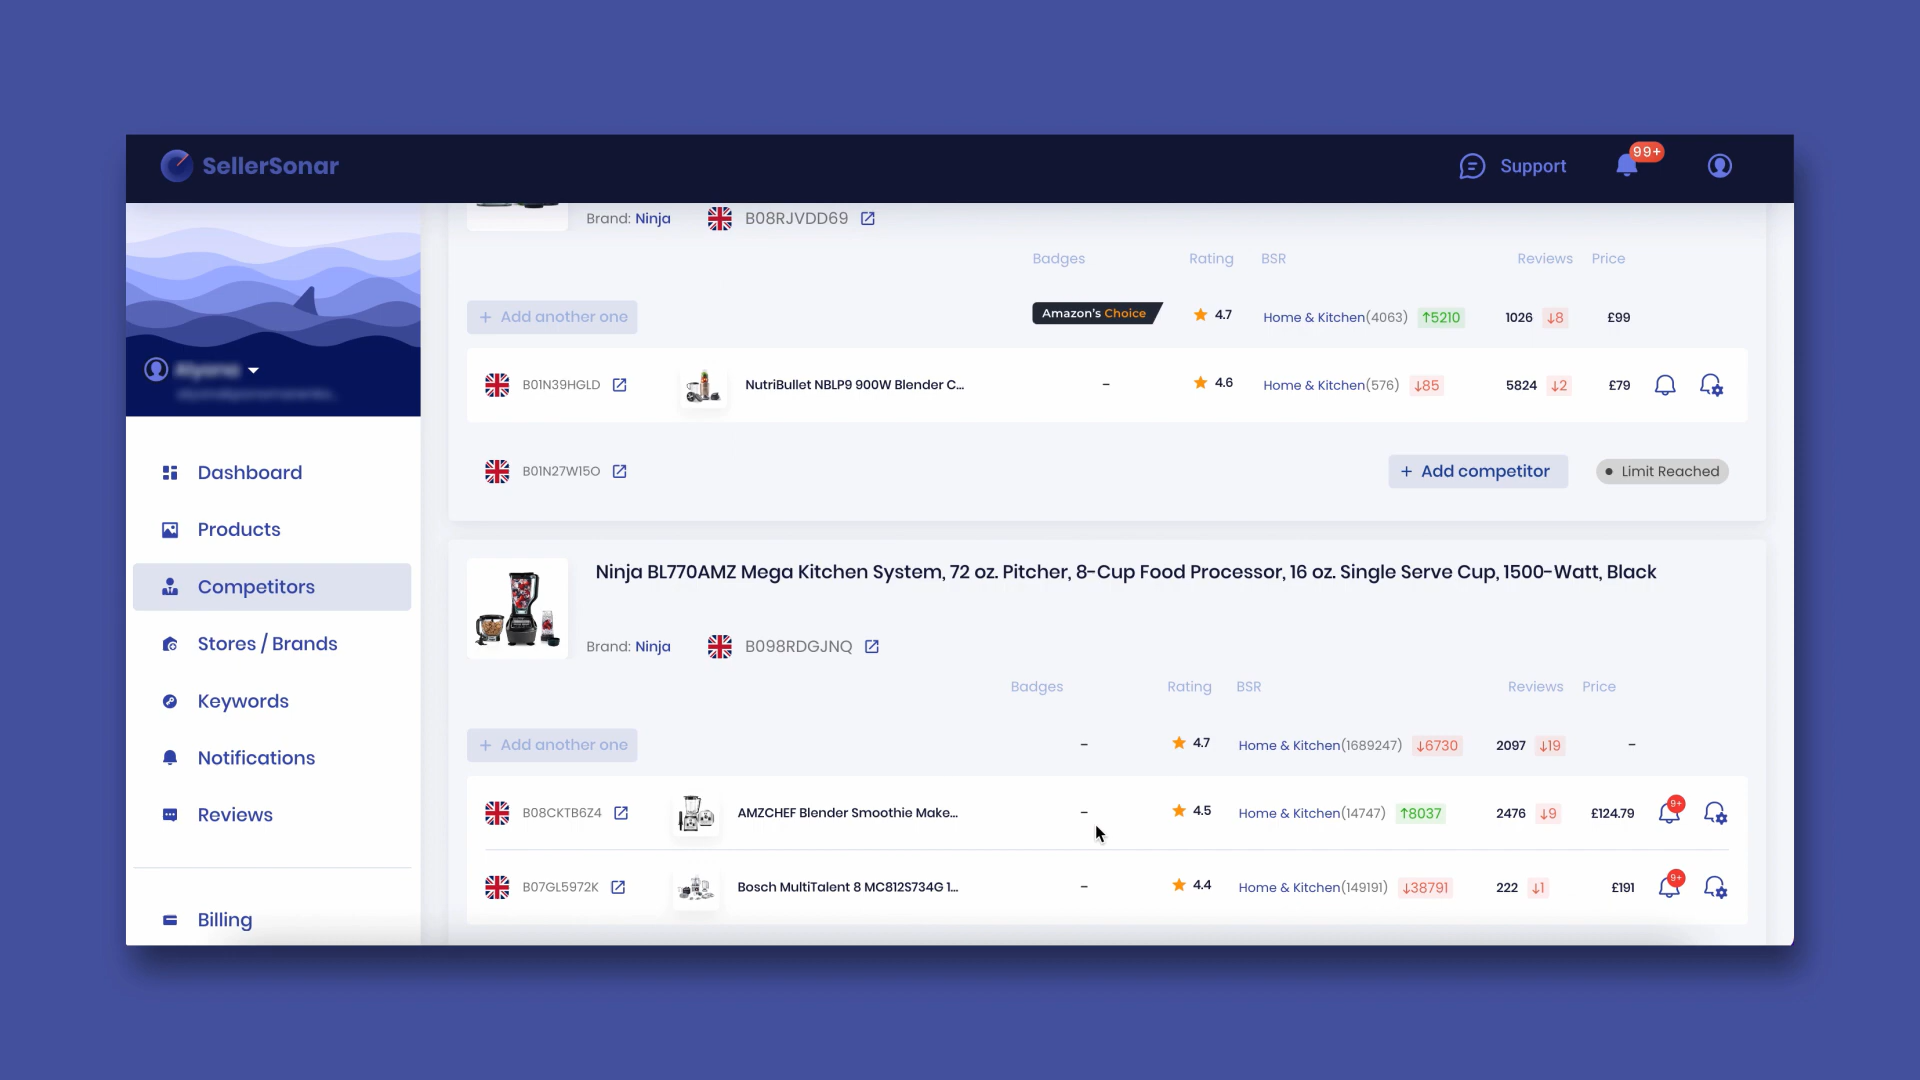 SellerSonar
Support
99+
Brand: Ninja
B08RJVDD69
Badges Rating BSR Reviews Price
+ Add another one
Amazon's Choice
4.7
Home & Kitchen(4063) ↑5210
1026 ↓8
£99
B01N39HGLD
NutriBullet NBLP9 900W Blender C...
–
4.6
Home & Kitchen(576) ↓85
5824 ↓2
£79
B01N27W15O
+ Add competitor
Limit Reached
Dashboard
Products
Competitors
Stores / Brands
Keywords
Notifications
Reviews
Billing
Ninja BL770AMZ Mega Kitchen System, 72 oz. Pitcher, 8-Cup Food Processor, 16 oz. Single Serve Cup, 1500-Watt, Black
Brand: Ninja
B098RDGJNQ
Badges Rating BSR Reviews Price
+ Add another one
–
4.7
Home & Kitchen(1689247) ↓6730
2097 ↓19
–
B08CKTB6Z4
AMZCHEF Blender Smoothie Make...
–
4.5
Home & Kitchen(14747) ↑8037
2476 ↓9
£124.79
9+
B07GL5972K
Bosch MultiTalent 8 MC812S734G 1...
–
4.4
Home & Kitchen(149191) ↓38791
222 ↓1
£191
9+